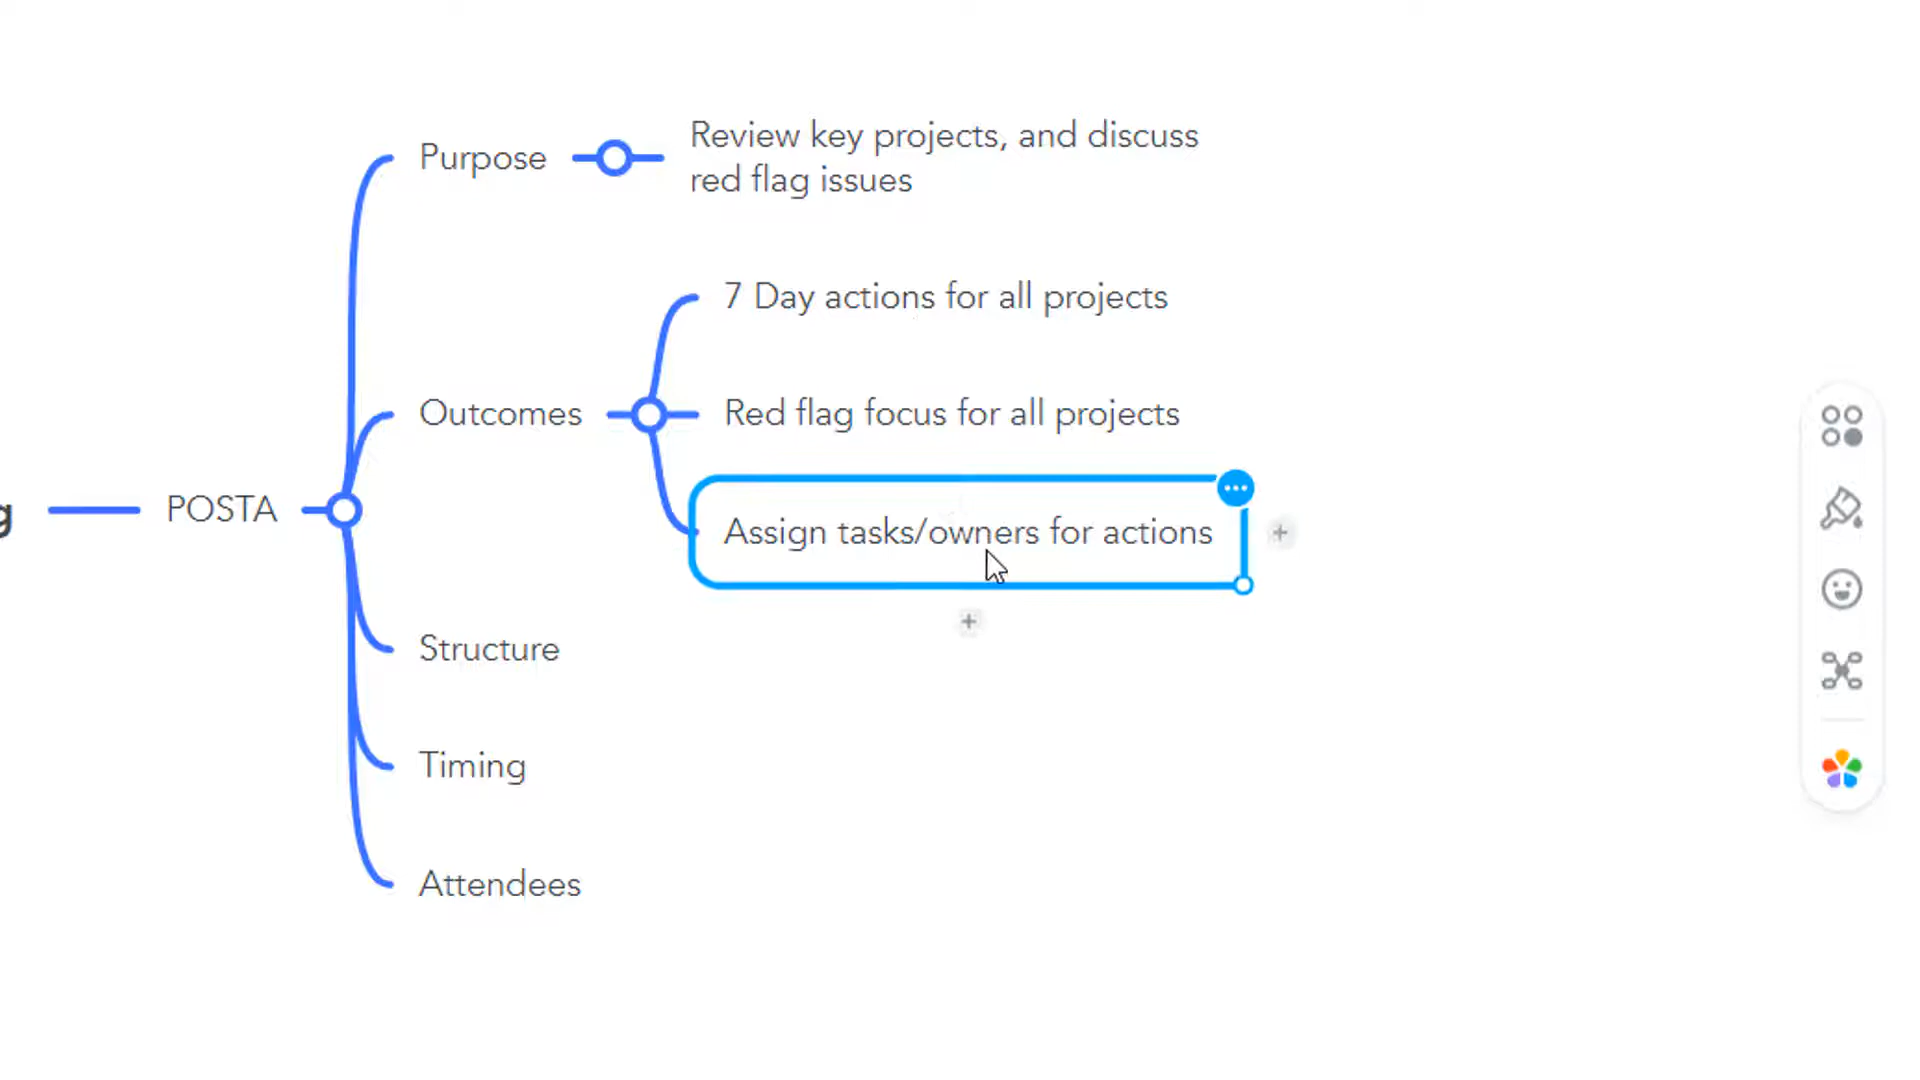 Review key projects, and discuss
Purpose
red flag issues
7 Day actions for all projects
Outcomes
Red flag focus for all projects
g
POSTA
Assign tasks/owners for actions
Structure
Timing
Attendees